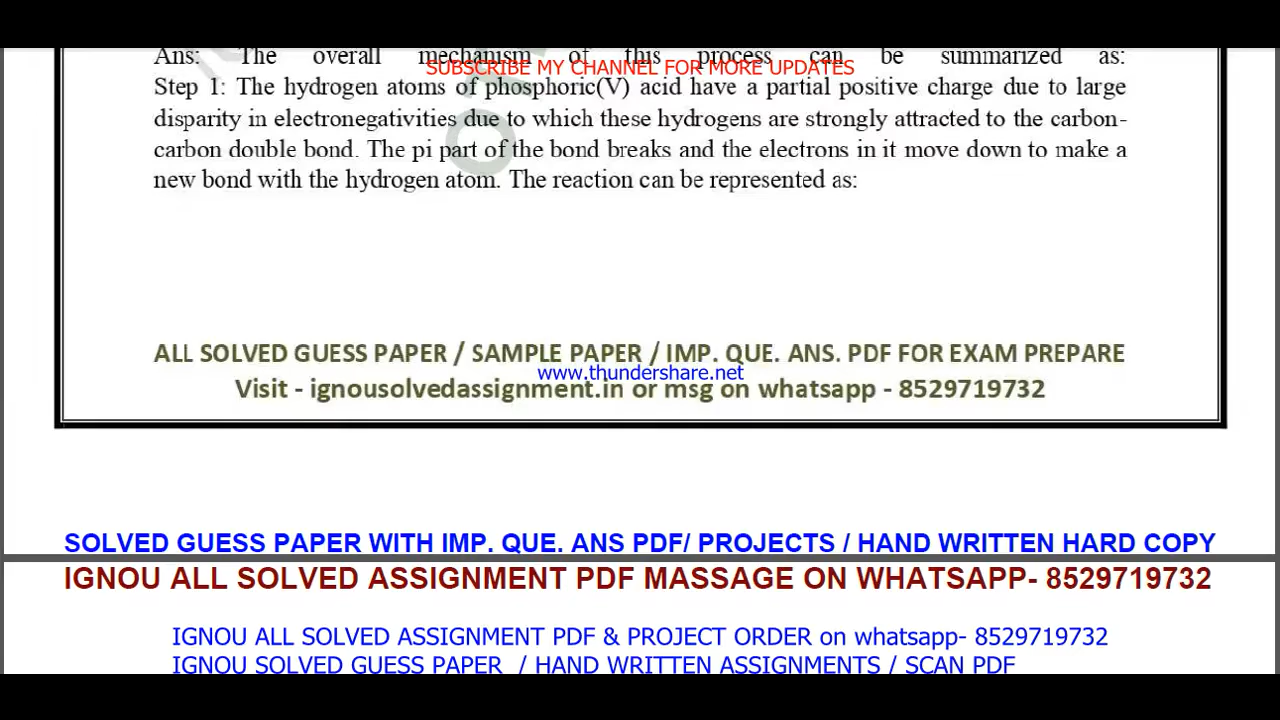 Ans: The overall mechanism of this process can be summarized as:
SUBSCRIBE MY CHANNEL FOR MORE UPDATES
Step 1: The hydrogen atoms of phosphoric(V) acid have a partial positive charge due to large
disparity in electronegativities due to which these hydrogens are strongly attracted to the carbon-
carbon double bond. The pi part of the bond breaks and the electrons in it move down to make a
new bond with the hydrogen atom. The reaction can be represented as:
ALL SOLVED GUESS PAPER / SAMPLE PAPER / IMP. QUE. ANS. PDF FOR EXAM PREPARE
www.thundershare.net
Visit - ignousolvedassignment.in or msg on whatsapp - 8529719732
SOLVED GUESS PAPER WITH IMP. QUE. ANS PDF/ PROJECTS / HAND WRITTEN HARD COPY
IGNOU ALL SOLVED ASSIGNMENT PDF MASSAGE ON WHATSAPP- 8529719732
IGNOU ALL SOLVED ASSIGNMENT PDF & PROJECT ORDER on whatsapp- 8529719732
IGNOU SOLVED GUESS PAPER / HAND WRITTEN ASSIGNMENTS / SCAN PDF